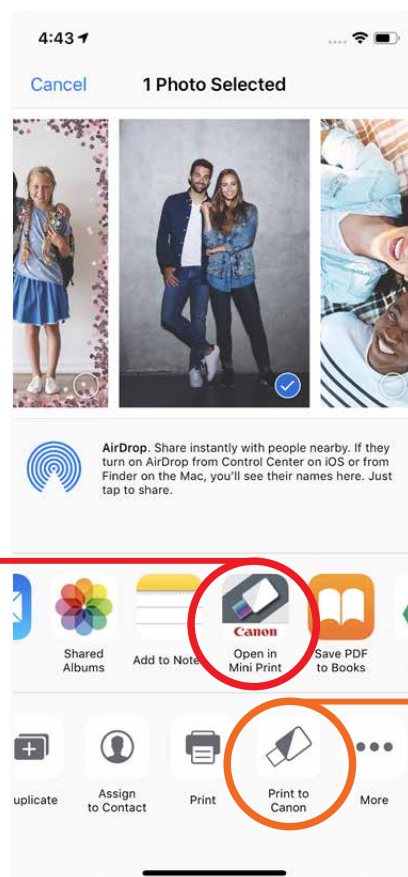 4:43
Cancel
1 Photo Selected
AirDrop. Share instantly with people nearby. If they
turn on AirDrop from Control Center on iOS or from
Finder on the Mac, you'll see their names here. Just
tap to share.
Canon
Shared
Albums
Add to Note
Open in
Mini Print
Save PDF
to Books
uplicate
Assign
to Contact
Print
Print to
Canon
More